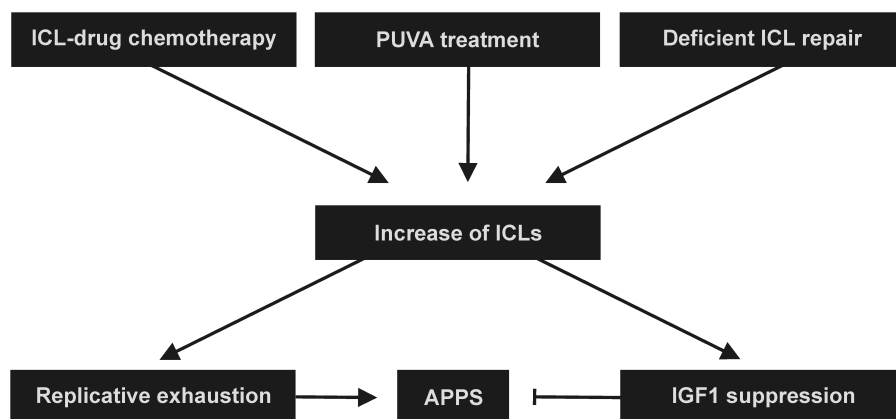 ICL-drug chemotherapy
PUVA treatment
Deficient ICL repair
Increase of ICLs
Replicative exhaustion
APPS
IGF1 suppression